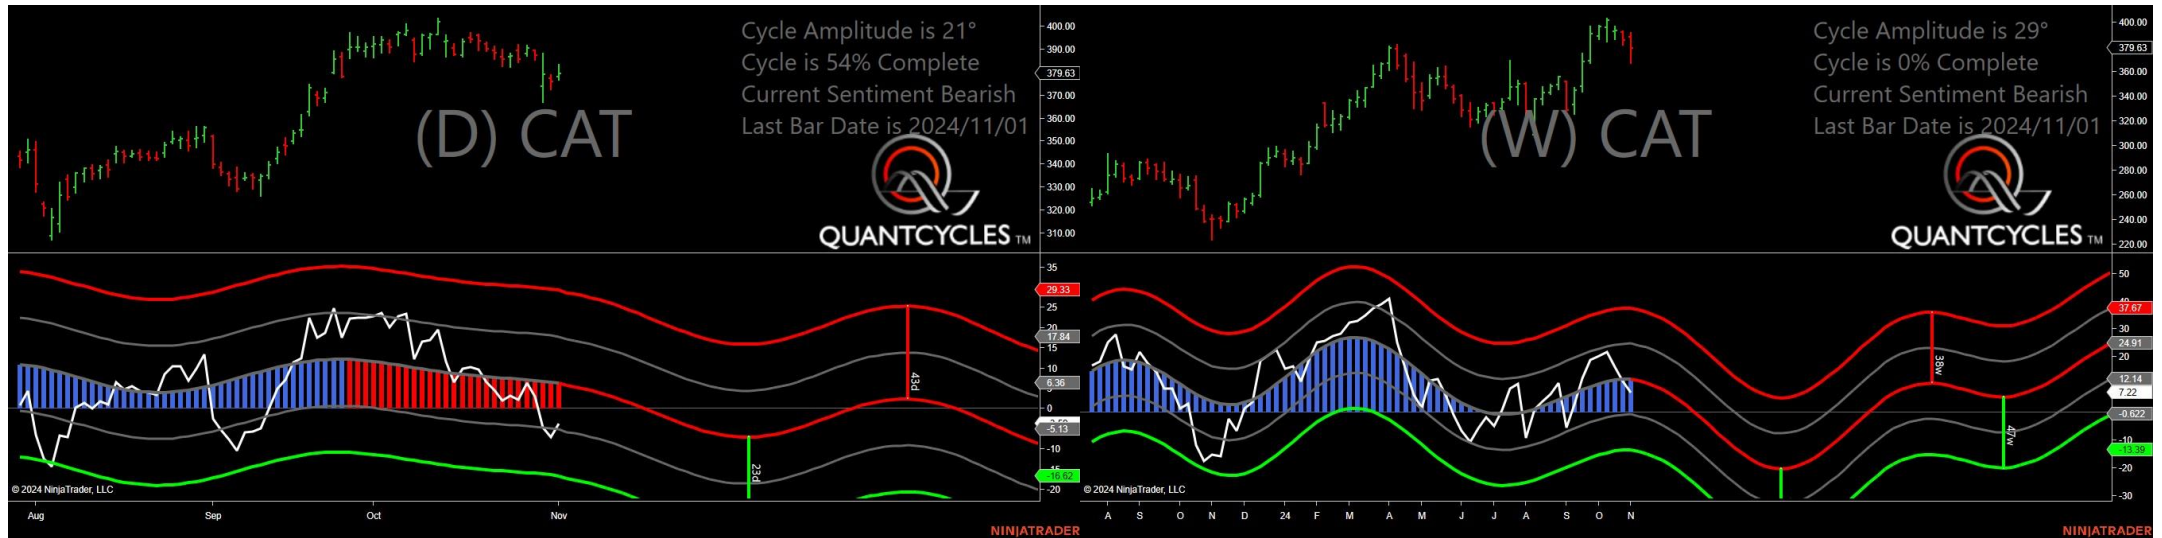 Cycle Amplitude is 21°
Cycle is 54% Complete
Current Sentiment Bearish
Last Bar Date is 2024/11/01
(D) CAT
QUANTCYCLES TM
400.00
390.00
379.63
370.00
360.00
350.00
340.00
330.00
320.00
310.00
35
29.33
25
20
17.84
15
10
6.36
0
-5.13
-10
-16.62
-20
43d
23d
© 2024 NinjaTrader, LLC
Aug Sep Oct Nov
NINJATRADER
Cycle Amplitude is 29°
Cycle is 0% Complete
Current Sentiment Bearish
Last Bar Date is 2024/11/01
(W) CAT
QUANTCYCLES TM
400.00
379.63
360.00
340.00
320.00
300.00
280.00
260.00
240.00
220.00
50
40
37.67
30
24.91
20
12.14
7.22
-0.622
-10
-13.39
-20
-30
38w
47w
© 2024 NinjaTrader, LLC
A S O N D 24 F M A M J J A S O N
NINJATRADER